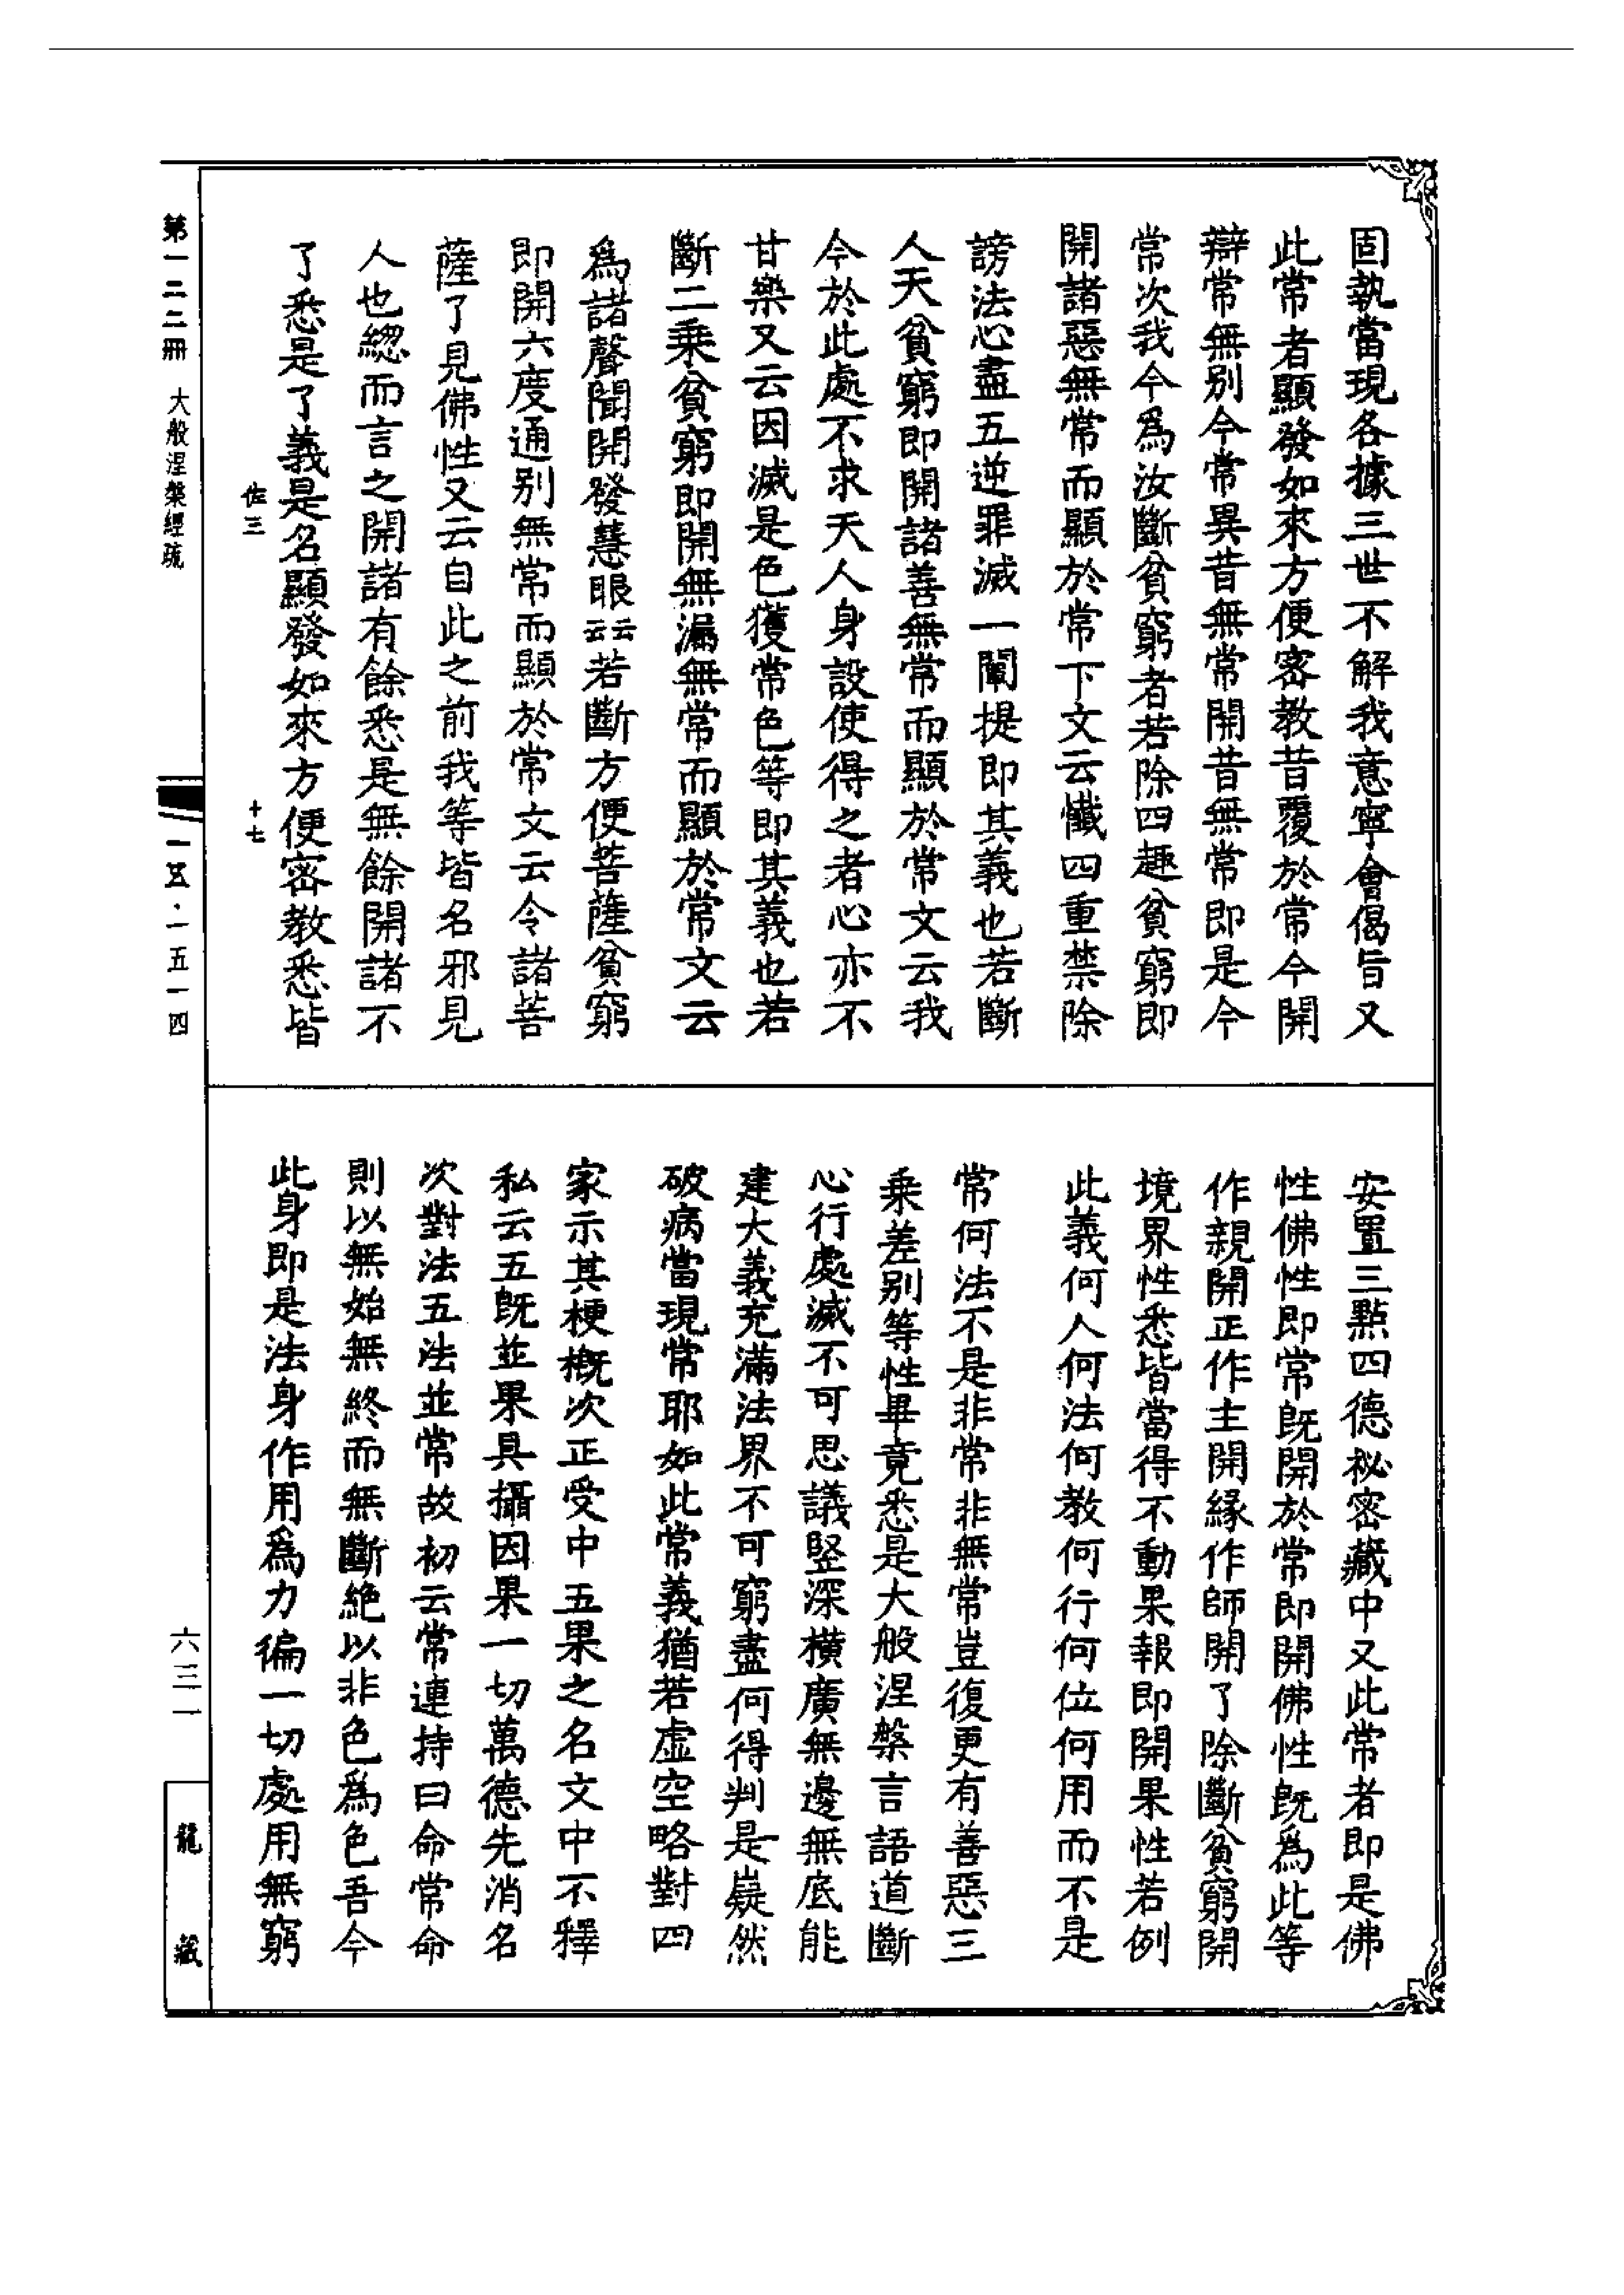 固執當現各據三世不解我意寧會偈旨又
此常者顯發如來方便密教昔覆於常今開
辯常無別今常異昔無常開昔無常即是今
常次我今為汝斷貧窮者若除四趣貧窮即
開諸惡無常而顯於常下文云懺四重禁除
謗法心盡五逆罪滅一闡提即其義也若斷
人天貧窮即開諸善無常而顯於常文云我
今於此處不求天人身設使得之者心亦不
甘樂又云因滅是色獲常色等即其義也若
斷二乘貧窮即開無漏無常而顯於常文云
為諸聲聞開發慧眼云云若斷方便菩薩貧窮
即開六度通別無常而顯於常文云令諸菩
薩了見佛性又云自此之前我等皆名邪見
人也緫而言之開諸有餘悉是無餘開諸不
了悉是了義是名顯發如來方便密教悉皆
佐三 十七
安置三點四德祕密藏中又此常者即是佛
性佛性即常既開於常即開佛性既為此等
作親開正作主開緣作師開了除斷貧窮開
境界性悉皆當得不動果報即開果性若例
此義何人何法何教何行何位何用而不是
常何法不是非常非無常豈復更有善惡三
乘差別等性畢竟悉是大般涅槃言語道斷
心行處滅不可思議竪深橫廣無邊無底能
建大義充滿法界不可窮盡何得判是嶷然
破病當現常耶如此常義猶若虛空略對四
家示其梗概次正受中五果之名文中不釋
私云五既並果具攝因果一切萬德先消名
次對法五法並常故初云常連持曰命常命
則以無始無終而無斷絶以非色為色吾今
此身即是法身作用為力徧一切處用無窮
第一二二冊 大般涅槃經疏
一五·一五一四
六三一
龍藏